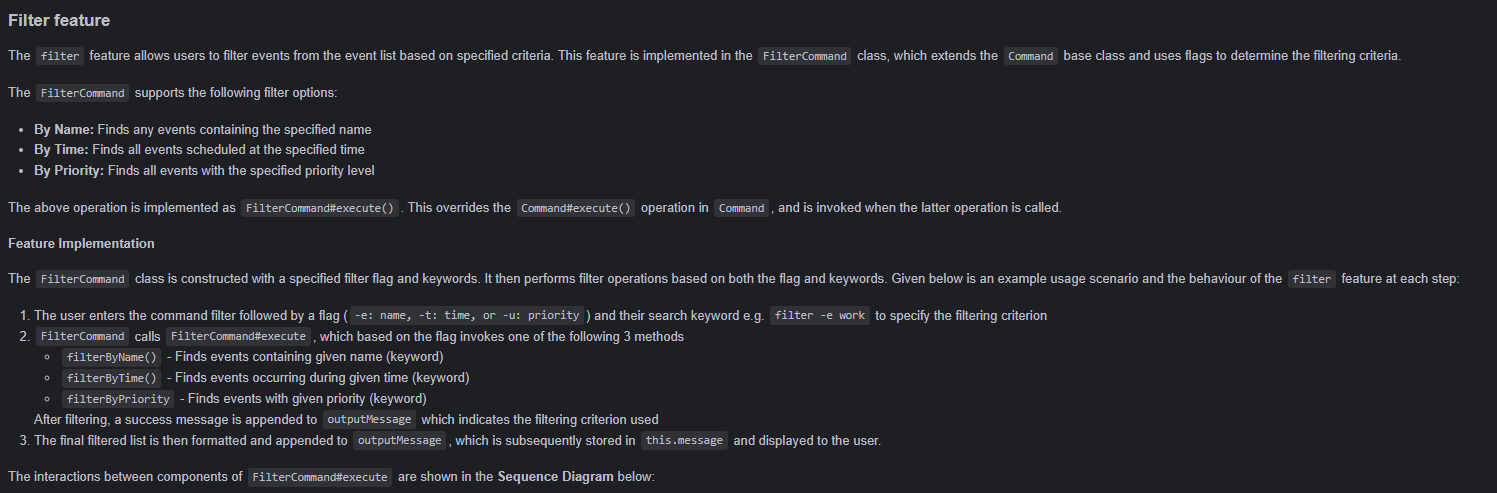 Filter feature
The filter feature allows users to filter events from the event list based on specified criteria. This feature is implemented in the FilterCommand class, which extends the Command base class and uses flags to determine the filtering criteria.
The FilterCommand supports the following filter options:
• By Name: Finds any events containing the specified name
• By Time: Finds all events scheduled at the specified time
• By Priority: Finds all events with the specified priority level
The above operation is implemented as FilterCommand#execute(). This overrides the Command#execute() operation in Command, and is invoked when the latter operation is called.
Feature Implementation
The FilterCommand class is constructed with a specified filter flag and keywords. It then performs filter operations based on both the flag and keywords. Given below is an example usage scenario and the behaviour of the filter feature at each step:
1. The user enters the command filter followed by a flag (-e: name, -t: time, or -u: priority) and their search keyword e.g. filter -e work to specify the filtering criterion
2. FilterCommand calls FilterCommand#execute, which based on the flag invokes one of the following 3 methods
◦ filterByName() - Finds events containing given name (keyword)
◦ filterByTime() - Finds events occurring during given time (keyword)
◦ filterByPriority - Finds events with given priority (keyword)
After filtering, a success message is appended to outputMessage which indicates the filtering criterion used
3. The final filtered list is then formatted and appended to outputMessage, which is subsequently stored in this.message and displayed to the user.
The interactions between components of FilterCommand#execute are shown in the Sequence Diagram below: